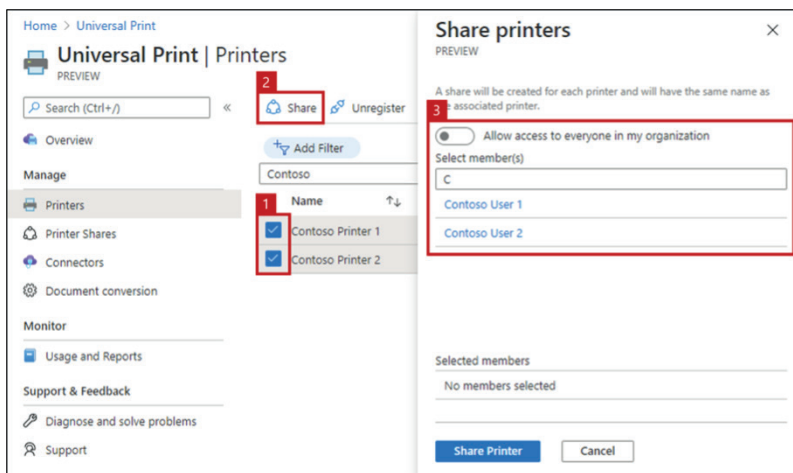 Home > Universal Print
Universal Print | Printers
PREVIEW
Search (Ctrl+/)
«
Overview
Manage
Printers
Printer Shares
Connectors
Document conversion
Monitor
Usage and Reports
Support & Feedback
Diagnose and solve problems
Support
2
Share
Unregister
Add Filter
Contoso
1
Name ↑↓
Contoso Printer 1
Contoso Printer 2
Share printers
PREVIEW
A share will be created for each printer and will have the same name as
associated printer.
3
Allow access to everyone in my organization
Select member(s)
C
Contoso User 1
Contoso User 2
Selected members
No members selected
Share Printer
Cancel